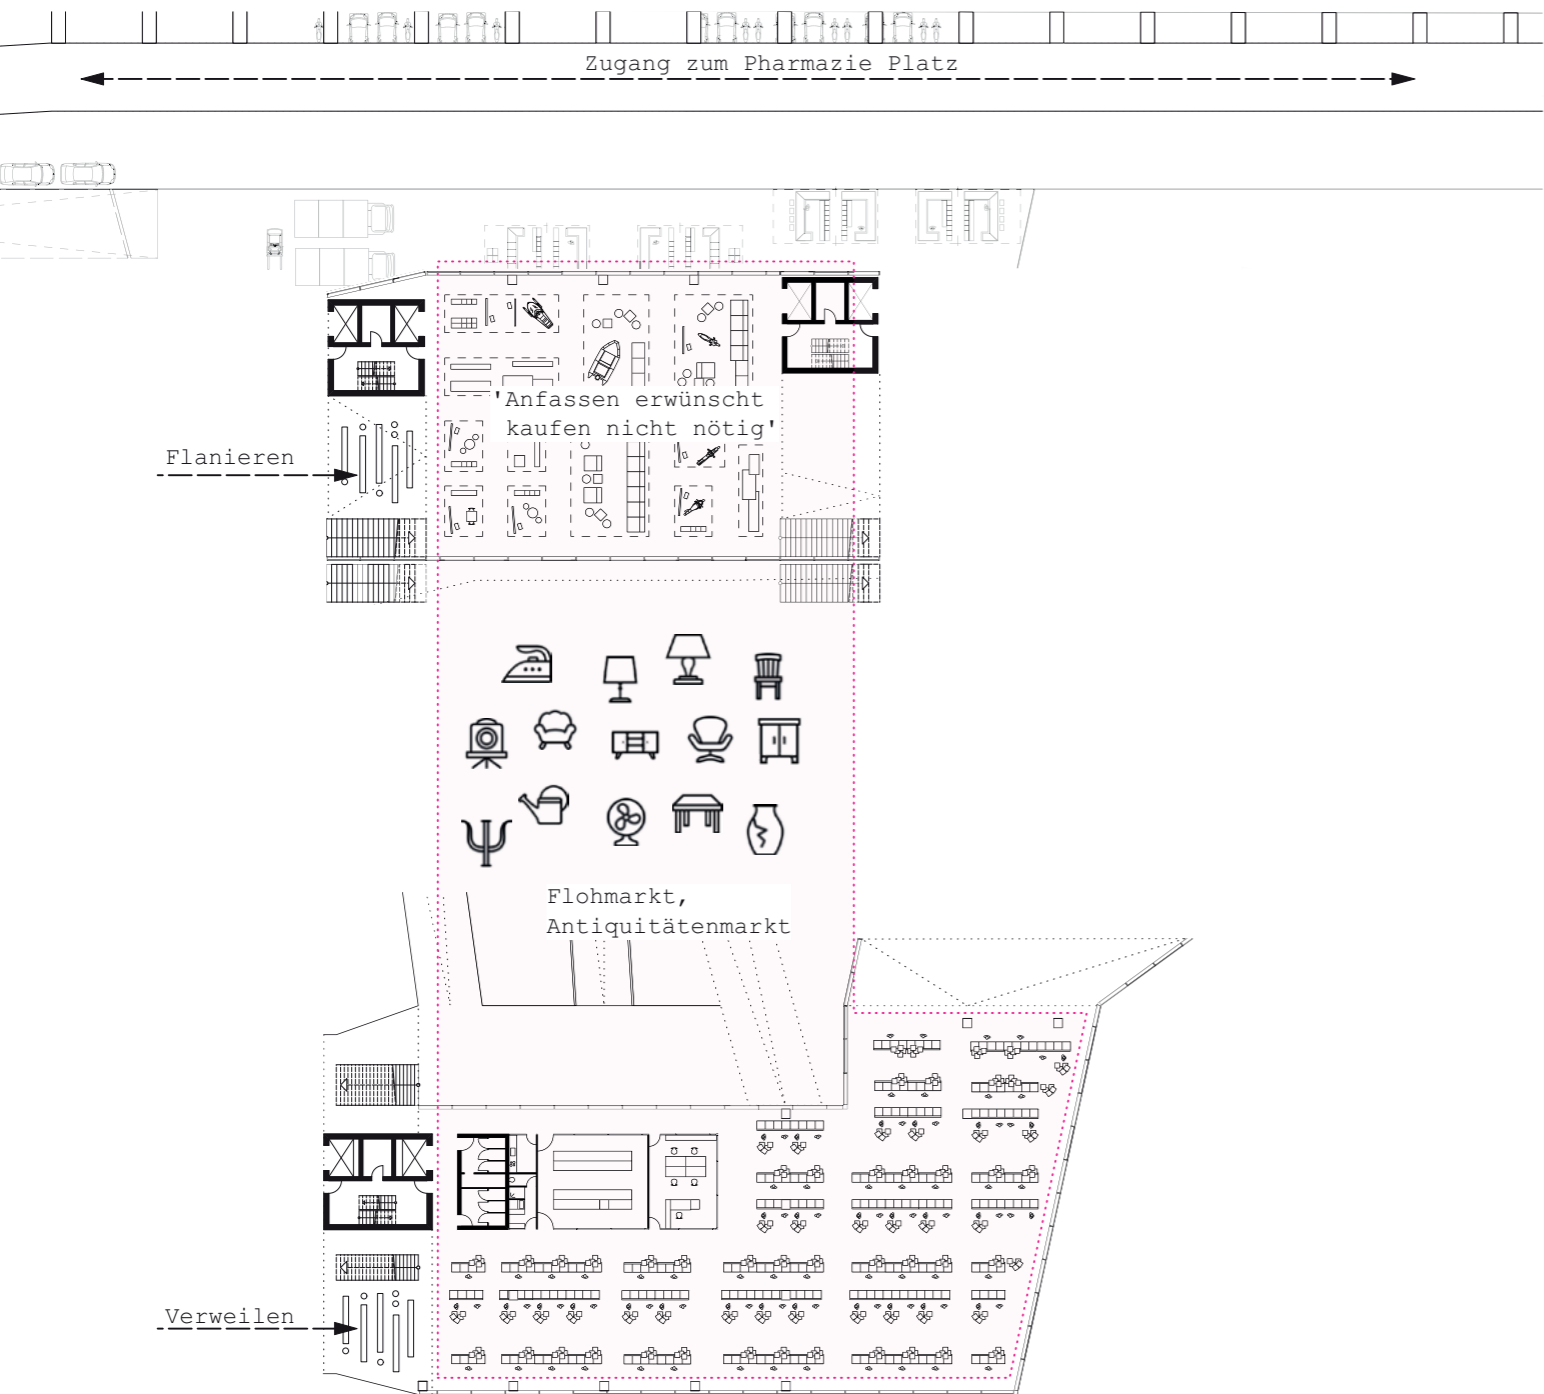 Zugang zum Pharmazie Platz
'Anfassen erwünscht
kaufen nicht nötig'
Flanieren
Flohmarkt,
Antiquitätenmarkt
Verweilen